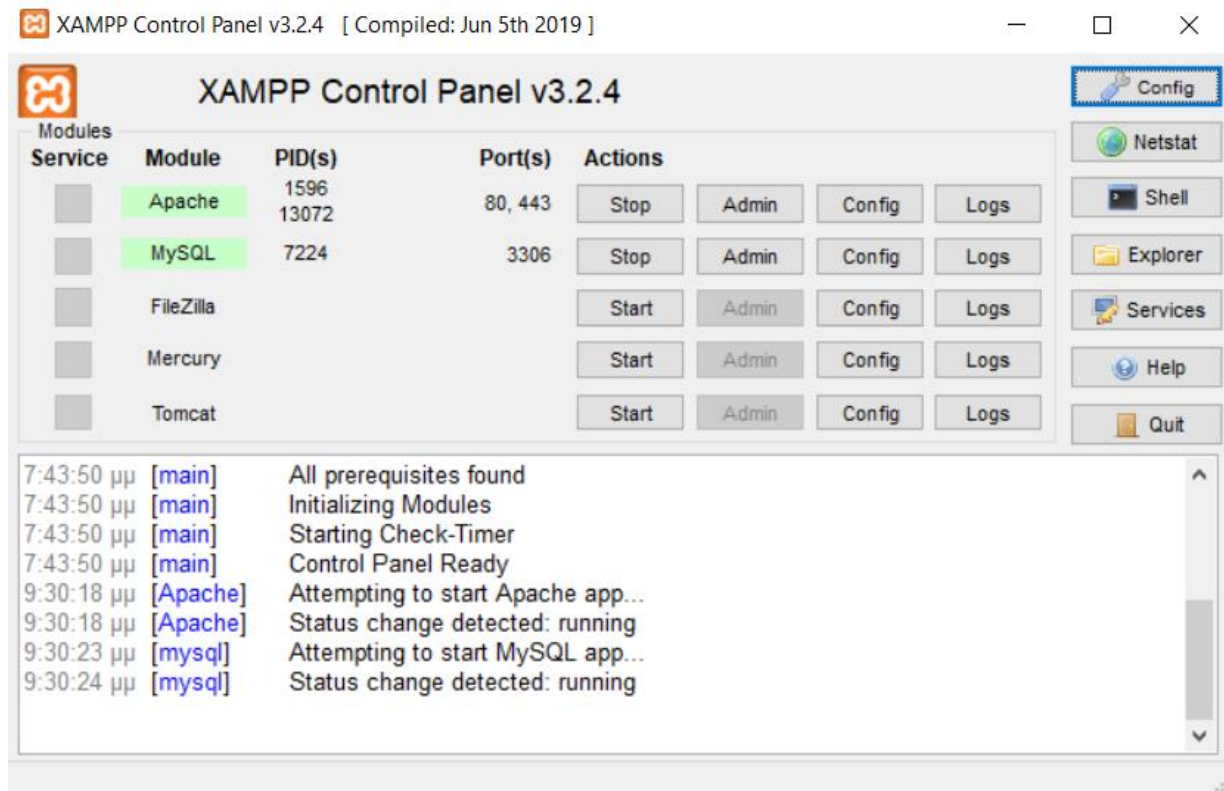 XAMPP Control Panel v3.2.4 [ Compiled: Jun 5th 2019 ]
XAMPP Control Panel v3.2.4
Config
Netstat
Shell
Explorer
Services
Help
Quit
Modules
Service Module PID(s) Port(s) Actions
Apache 1596 13072 80, 443 Stop Admin Config Logs
MySQL 7224 3306 Stop Admin Config Logs
FileZilla Start Admin Config Logs
Mercury Start Admin Config Logs
Tomcat Start Admin Config Logs
7:43:50 μμ [main] All prerequisites found
7:43:50 μμ [main] Initializing Modules
7:43:50 μμ [main] Starting Check-Timer
7:43:50 μμ [main] Control Panel Ready
9:30:18 μμ [Apache] Attempting to start Apache app...
9:30:18 μμ [Apache] Status change detected: running
9:30:23 μμ [mysql] Attempting to start MySQL app...
9:30:24 μμ [mysql] Status change detected: running